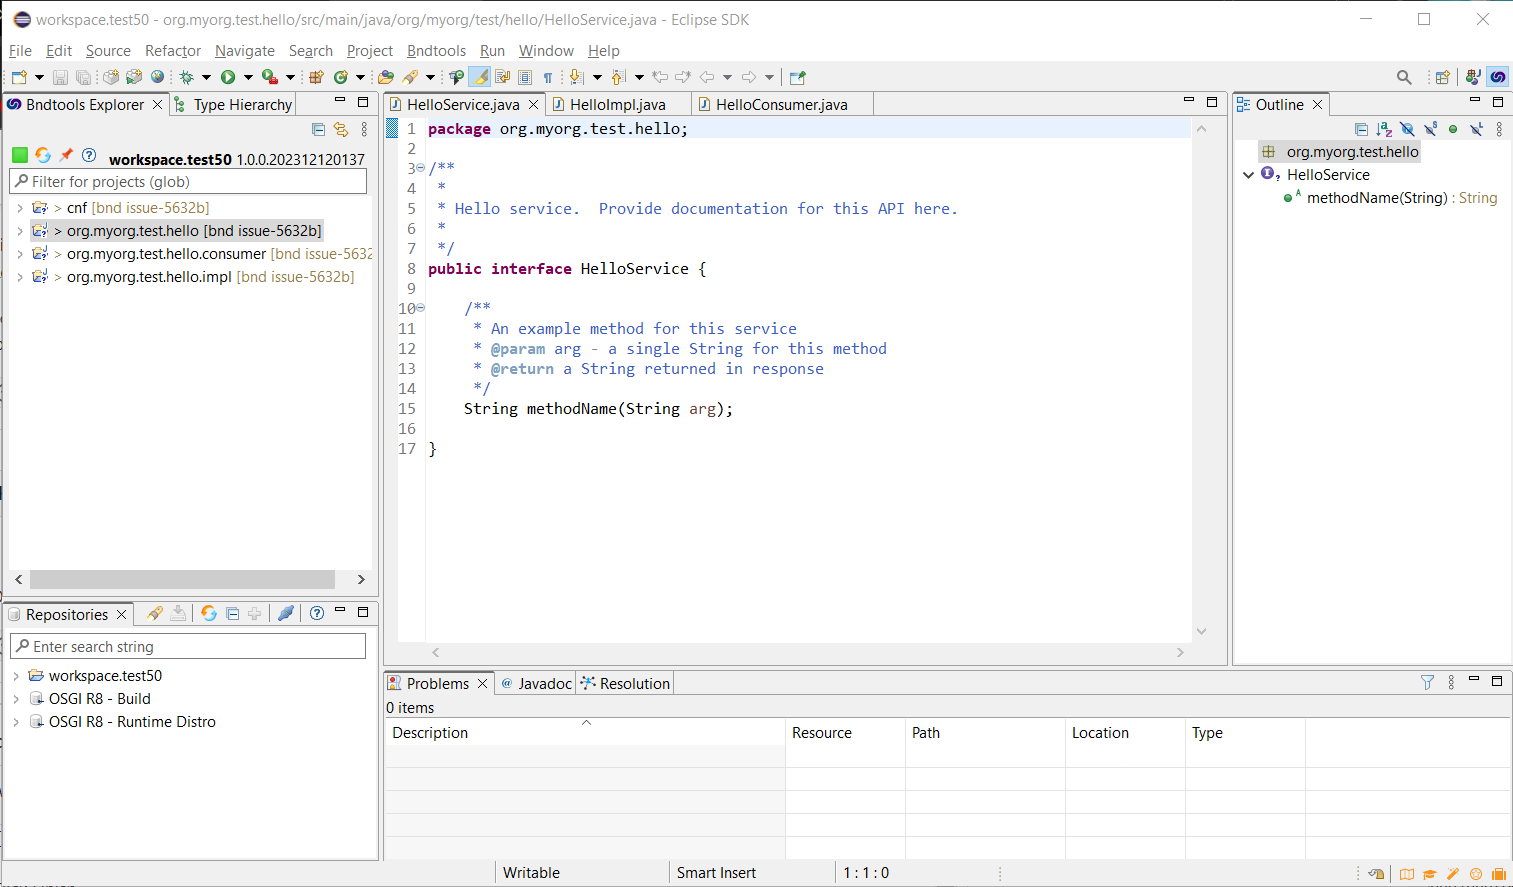 workspace.test50 - org.myorg.test.hello/src/main/java/org/myorg/test/hello/HelloService.java - Eclipse SDK
File Edit Source Refactor Navigate Search Project Bndtools Run Window Help
Bndtools Explorer
Type Hierarchy
workspace.test50 1.0.0.202312120137
Filter for projects (glob)
> cnf [bnd issue-5632b]
> org.myorg.test.hello [bnd issue-5632b]
> org.myorg.test.hello.consumer [bnd issue-5632
> org.myorg.test.hello.impl [bnd issue-5632b]
Repositories
Enter search string
workspace.test50
OSGI R8 - Build
OSGI R8 - Runtime Distro
HelloService.java
HelloImpl.java
HelloConsumer.java
1 package org.myorg.test.hello;
2
3 /**
4 *
5 * Hello service.  Provide documentation for this API here.
6 *
7 */
8 public interface HelloService {
9
10 /**
11 * An example method for this service
12 * @param arg - a single String for this method
13 * @return a String returned in response
14 */
15 String methodName(String arg);
16
17 }
Outline
org.myorg.test.hello
HelloService
methodName(String) : String
Problems
@ Javadoc
Resolution
0 items
Description Resource Path Location Type
Writable Smart Insert 1 : 1 : 0